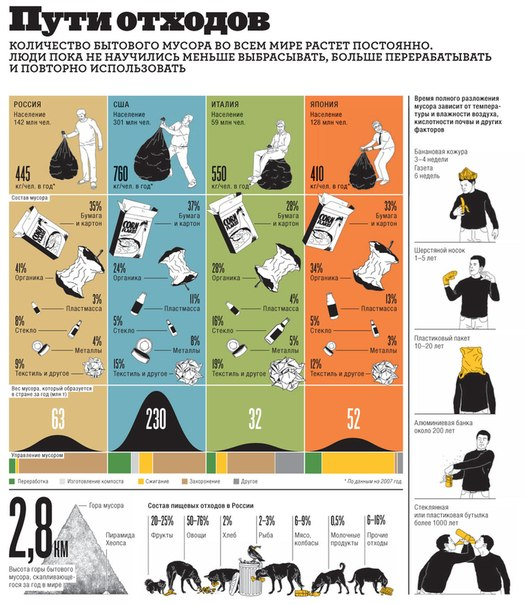 Пути отходов
КОЛИЧЕСТВО БЫТОВОГО МУСОРА ВО ВСЕМ МИРЕ РАСТЕТ ПОСТОЯННО.
ЛЮДИ ПОКА НЕ НАУЧИЛИСЬ МЕНЬШЕ ВЫБРАСЫВАТЬ, БОЛЬШЕ ПЕРЕРАБАТЫВАТЬ
И ПОВТОРНО ИСПОЛЬЗОВАТЬ
РОССИЯ
Население
142 млн чел.
445
кг/чел. в год*
США
Население
301 млн чел.
760
кг/чел. в год*
ИТАЛИЯ
Население
59 млн чел.
550
кг/чел. в год*
ЯПОНИЯ
Население
128 млн чел.
410
кг/чел. в год*
Состав мусора
35%
Бумага
и картон
41%
Органика
3%
Пластмасса
8%
Стекло
4%
Металлы
9%
Текстиль и другое
CORN
FLAKES
37%
Бумага
и картон
24%
Органика
11%
Пластмасса
5%
Стекло
8%
Металлы
15%
Текстиль и другое
CORN
FLAKES
28%
Бумага
и картон
28%
Органика
4%
Пластмасса
16%
Стекло
5%
Металлы
19%
Текстиль и другое
CORN
FLAKES
33%
Бумага
и картон
34%
Органика
13%
Пластмасса
5%
Стекло
3%
Металлы
12%
Текстиль и другое
CORN
FLAKES
Вес мусора, который образуется
в стране за год (млн т)
63
230
32
52
Управление мусором
Переработка
Изготовление компоста
Сжигание
Захоронение
Другое
* По данным на 2007 год
2,8 км
Гора мусора
Пирамида
Хеопса
Высота горы бытового
мусора, скапливающе-
гося за год в мире
Состав пищевых отходов в России
20–25%
Фрукты
50–76%
Овощи
2%
Хлеб
2–3%
Рыба
6–9%
Мясо,
колбасы
0,5%
Молочные
продукты
6–16%
Прочие
отходы
Время полного разложения
мусора зависит от темпера-
туры и влажности воздуха,
кислотности почвы и других
факторов
Банановая кожура
3–4 недели
Газета
6 недель
Шерстяной носок
1–5 лет
Пластиковый пакет
10–20 лет
Алюминиевая банка
около 200 лет
Стеклянная
или пластиковая бутылка
более 1000 лет